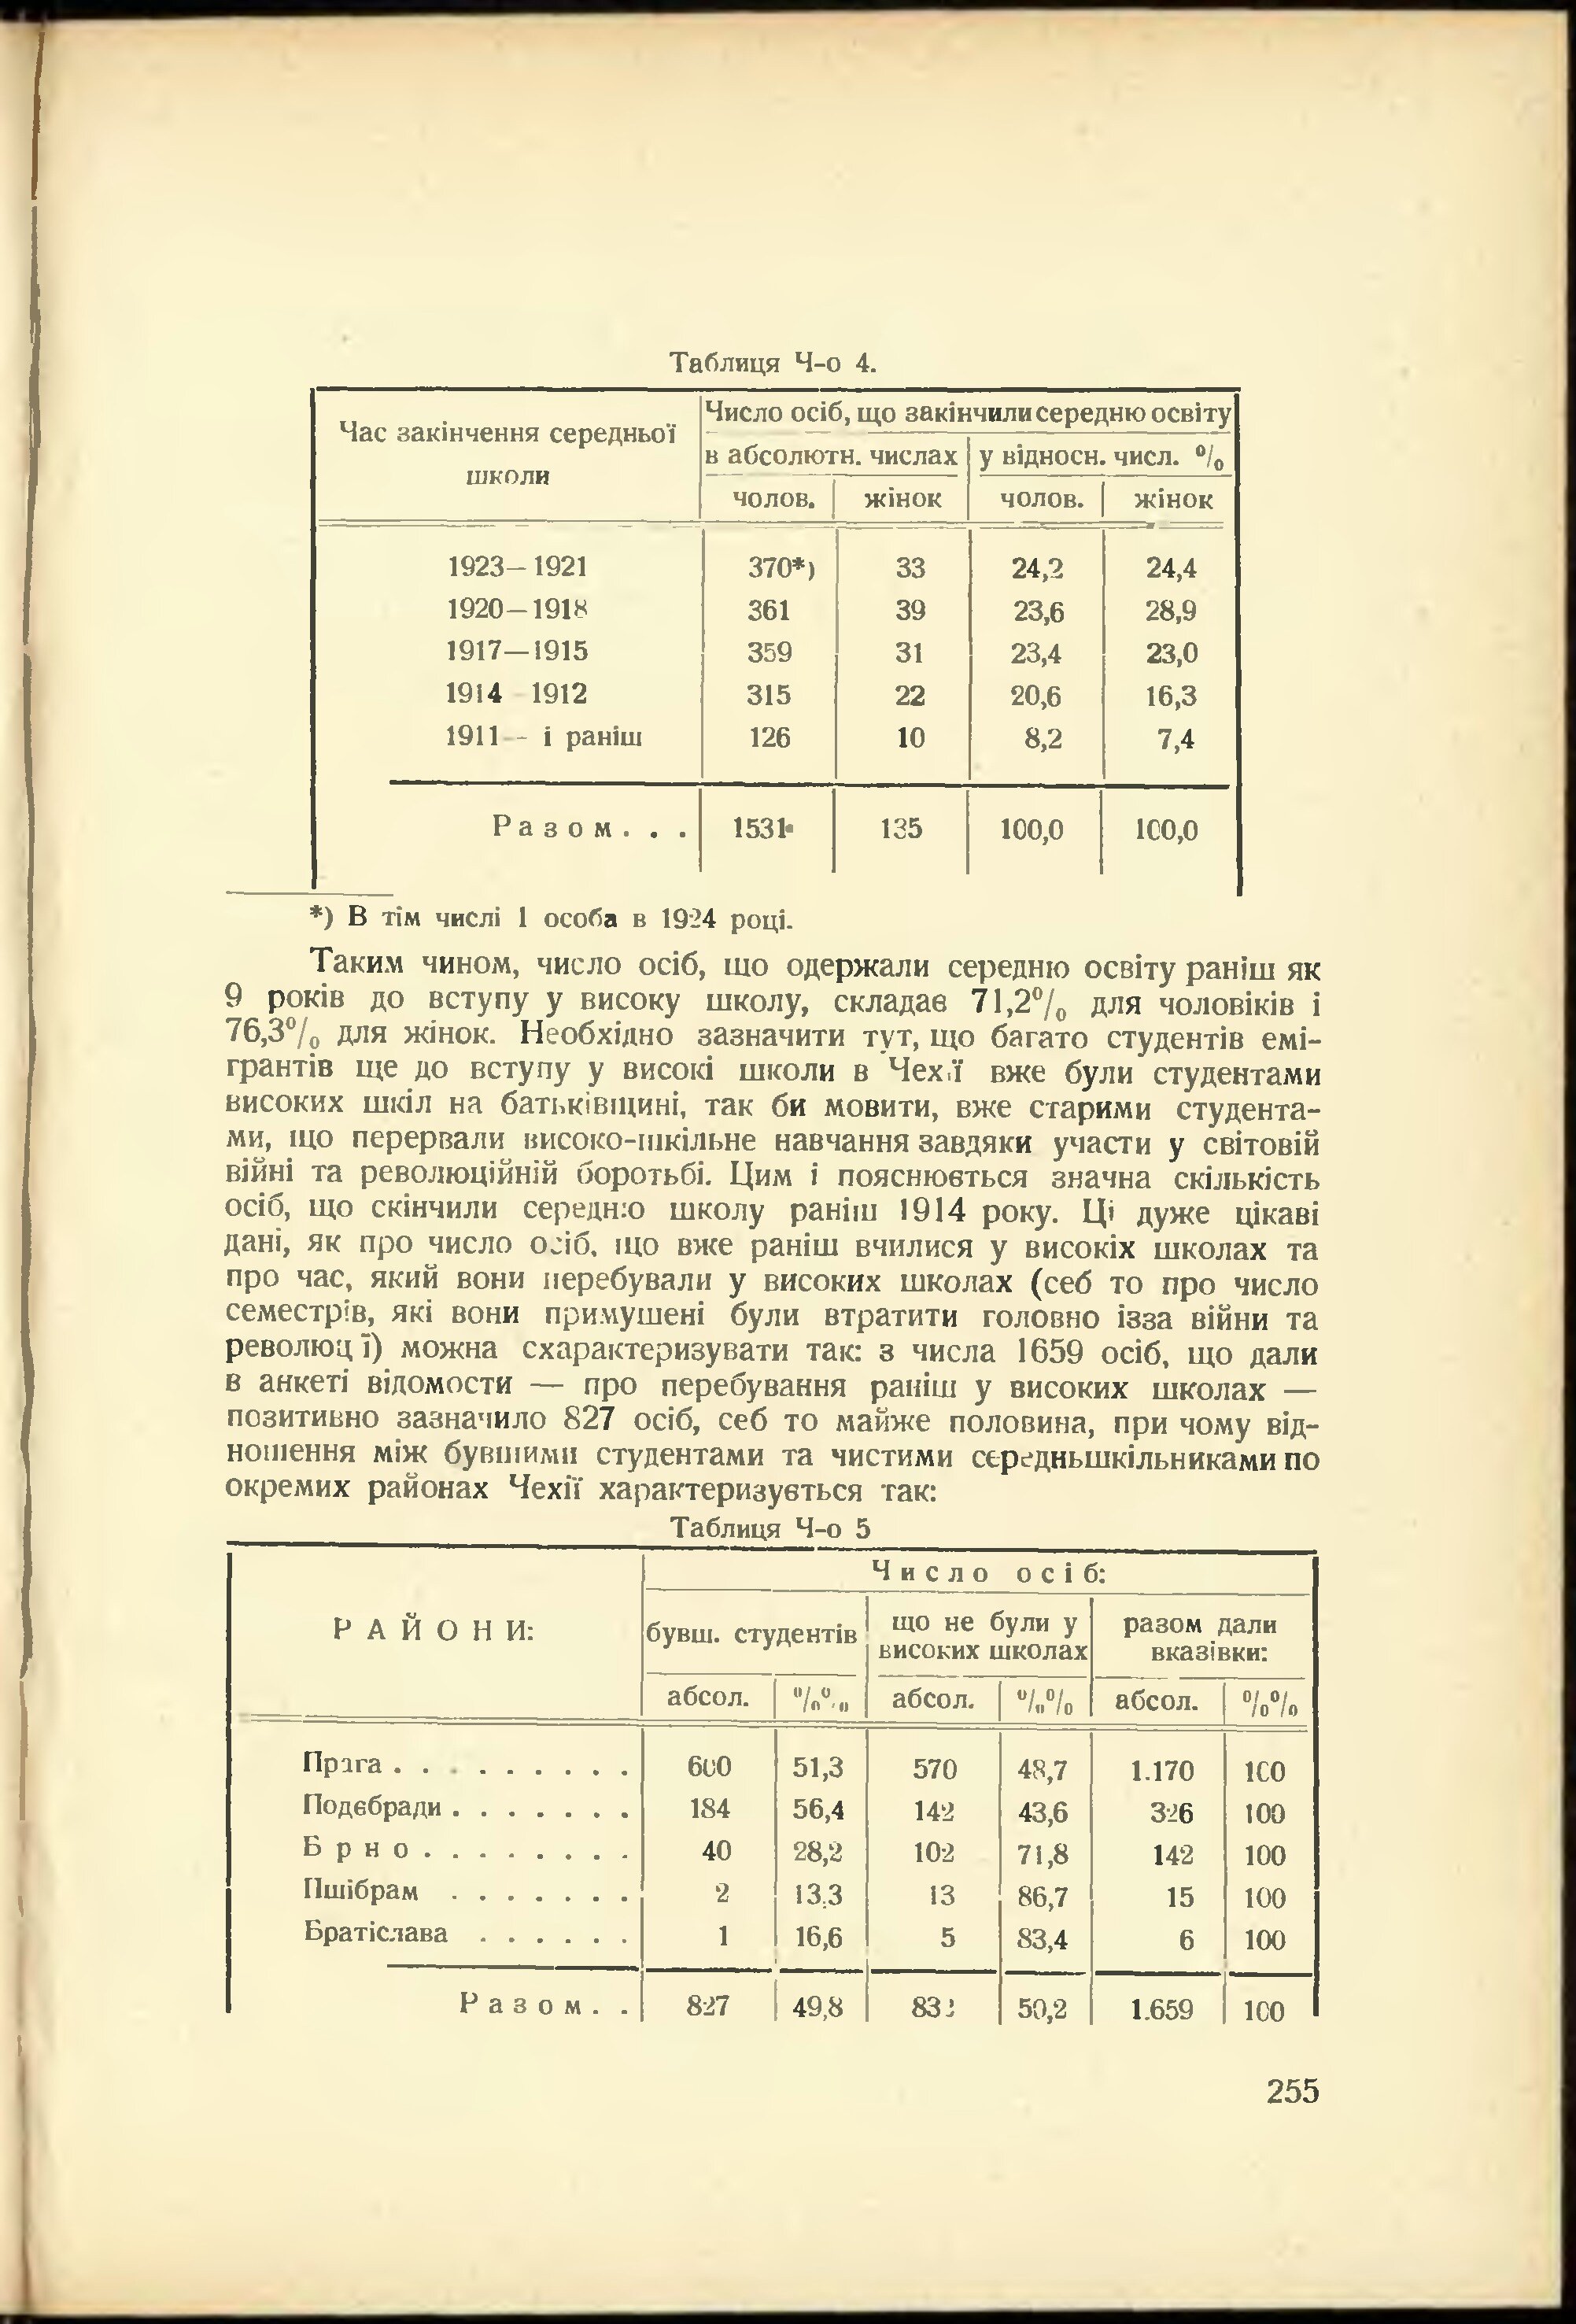 Таблиця Ч-о 4.
Час закінчення середньої школи | Число осіб, що закінчили середню освіту
в абсолютн. числах | у відносн. числ. %
чолов. | жінок | чолов. | жінок
1923—1921 370*) 33 24,2 24,4
1920—1918 361 39 23,6 28,9
1917—1915 359 31 23,4 23,0
1914 1912 315 22 20,6 16,3
1911 — і раніш 126 10 8,2 7,4
Разом... 1531 135 100,0 100,0
*) В тім числі 1 особа в 1924 році.
Таким чином, число осіб, що одержали середню освіту раніш як
9 років до вступу у високу школу, складає 71,2% для чоловіків і
76,3% для жінок. Необхідно зазначити тут, що багато студентів емі-
грантів ще до вступу у високі школи в Чехії вже були студентами
високих шкіл на батьківщині, так би мовити, вже старими студента-
ми, що перервали високо-шкільне навчання завдяки участи у світовій
війні та революційній боротьбі. Цим і пояснюється значна скількість
осіб, що скінчили середню школу раніш 1914 року. Ці дуже цікаві
дані, як про число осіб, що вже раніш вчилися у високіх школах та
про час, який вони перебували у високих школах (себ то про число
семестрів, які вони примушені були втратити головно ізза війни та
революції) можна схарактеризувати так: з числа 1659 осіб, що дали
в анкеті відомости — про перебування раніш у високих школах —
позитивно зазначило 827 осіб, себ то майже половина, при чому від-
ношення між бувшими студентами та чистими середньшкільниками по
окремих районах Чехії характеризується так:
Таблиця Ч-о 5
РАЙОНИ: | Число осіб:
бувш. студентів | що не були у високих школах | разом дали вказівки:
абсол. | %% | абсол. | %% | абсол. | %%
Прага . . . . . . . . . 600 51,3 570 48,7 1.170 100
Подєбради . . . . . . . 184 56,4 142 43,6 326 100
Брно . . . . . . . . 40 28,2 102 71,8 142 100
Пшібрам . . . . . . . 2 13.3 13 86,7 15 100
Братіслава . . . . . . 1 16,6 5 83,4 6 100
Разом. . 827 49,8 832 50,2 1.659 100
255